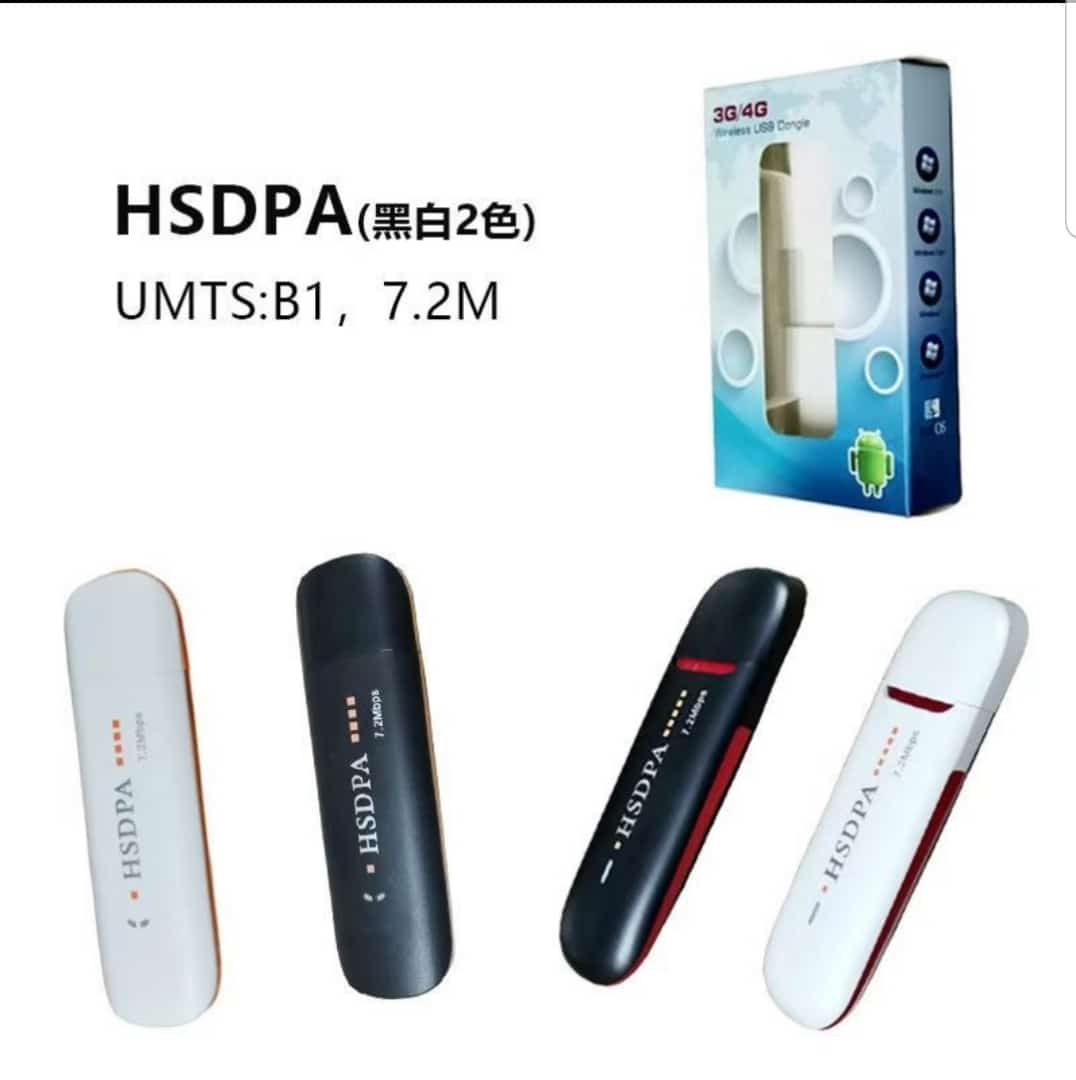 HSDPA(黑白2色)
UMTS:B1，7.2M
3G/4G
Wireless USB Dongle
OS
HSDPA
7.2Mbps
HSDPA
7.2Mbps
HSDPA
7.2Mbps
HSDPA
7.2Mbps